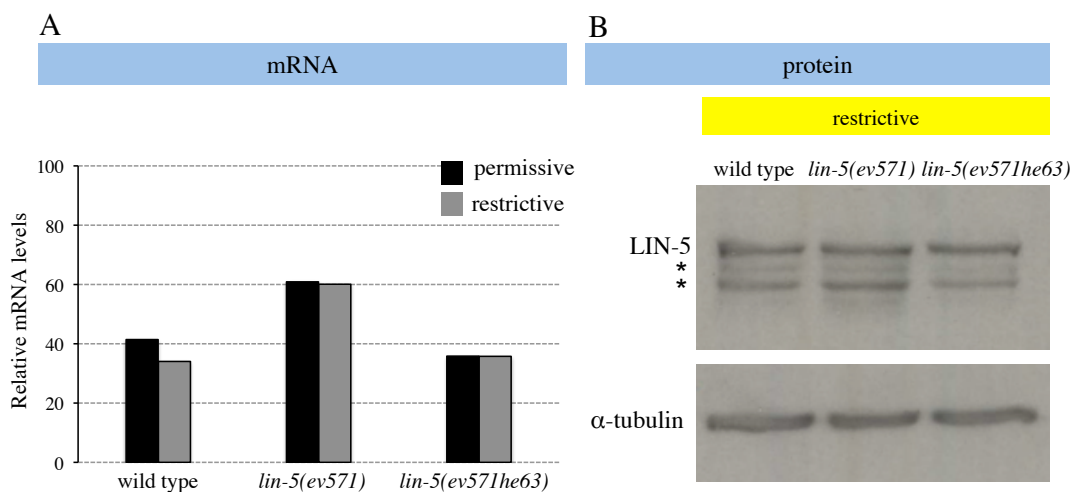 A
mRNA
100
80
60
40
20
0
Relative mRNA levels
permissive
restrictive
wild type lin-5(ev571) lin-5(ev571he63)
B
protein
restrictive
wild type lin-5(ev571) lin-5(ev571he63)
LIN-5
*
*
α-tubulin